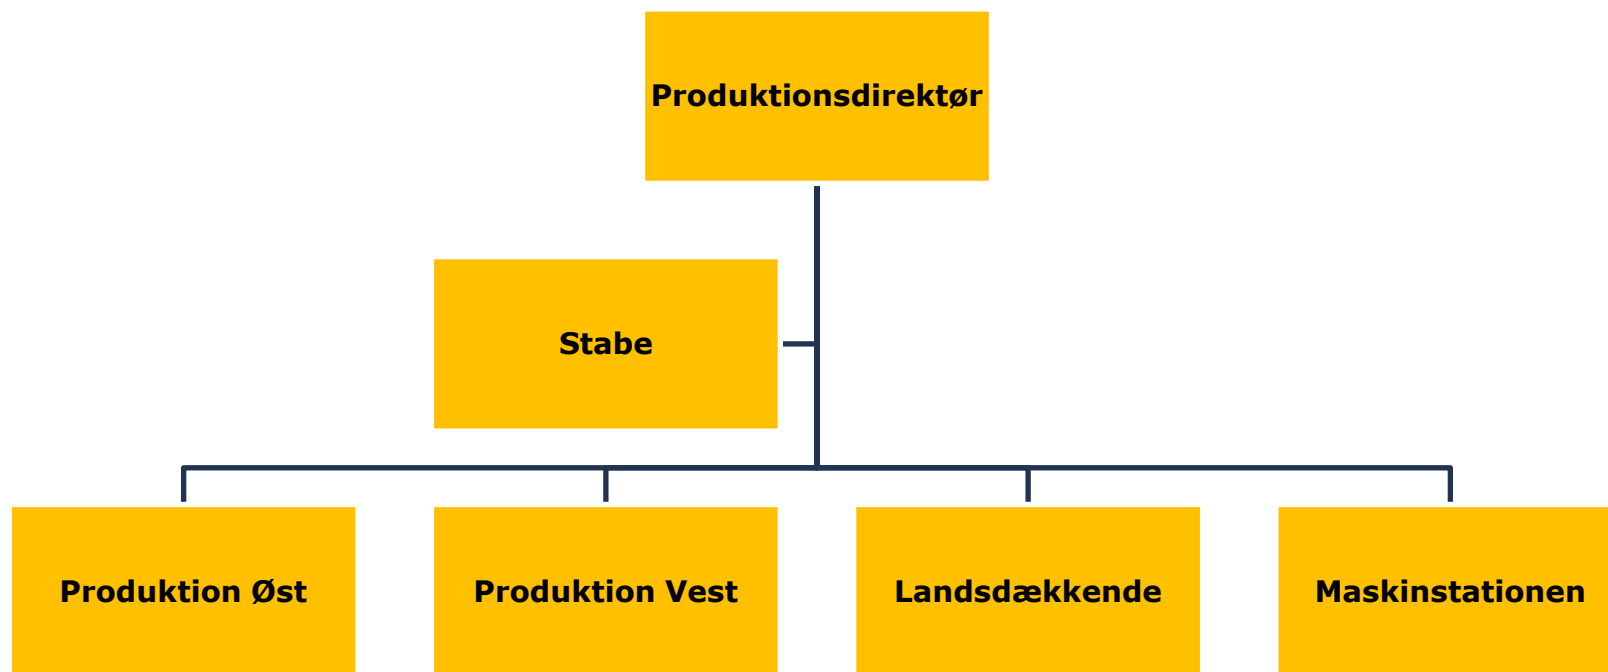 Produktionsdirektør
Stabe
Produktion Øst
Produktion Vest
Landsdækkende
Maskinstationen